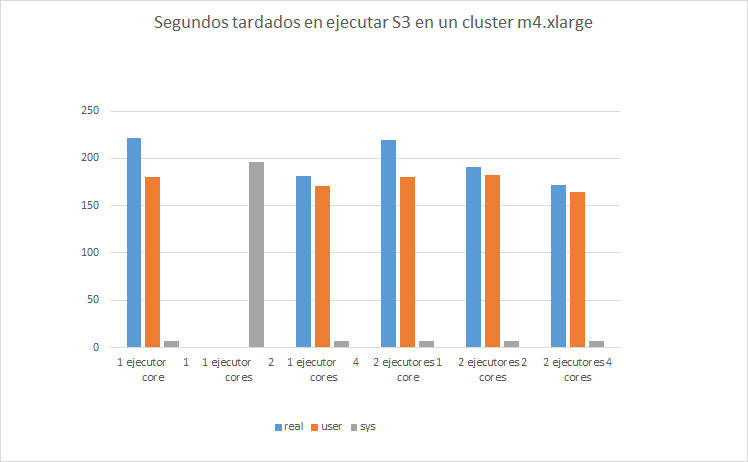 Segundos tardados en ejecutar S3 en un cluster m4.xlarge
250
200
150
100
50
0
1 ejecutor 1 core
1 ejecutor 2 cores
1 ejecutor 4 cores
2 ejecutores 1 core
2 ejecutores 2 cores
2 ejecutores 4 cores
real user sys